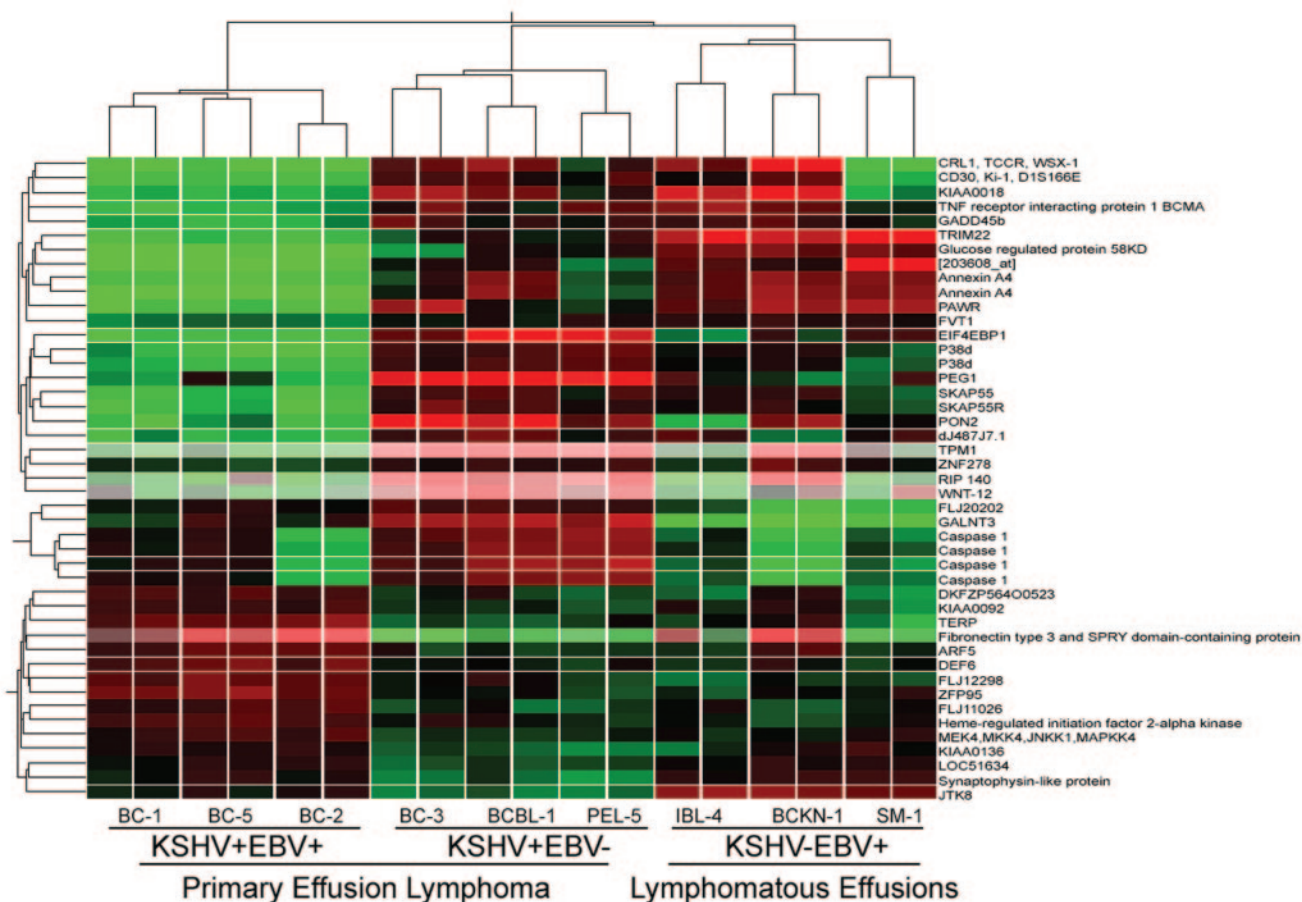 CRL1, TCCR, WSX-1
CD30, Ki-1, D1S166E
KIAA0018
TNF receptor interacting protein 1 BCMA
GADD45b
TRIM22
Glucose regulated protein 58KD
[203608_at]
Annexin A4
Annexin A4
PAWR
FVT1
EIF4EBP1
P38d
P38d
PEG1
SKAP55
SKAP55R
PON2
dJ487J7.1
TPM1
ZNF278
RIP 140
WNT-12
FLJ20202
GALNT3
Caspase 1
Caspase 1
Caspase 1
Caspase 1
DKFZP564O0523
KIAA0092
TERP
Fibronectin type 3 and SPRY domain-containing protein
ARF5
DEF6
FLJ12298
ZFP95
FLJ11026
Heme-regulated initiation factor 2-alpha kinase
MEK4,MKK4,JNKK1,MAPKK4
KIAA0136
LOC51634
Synaptophysin-like protein
JTK8
BC-1 BC-5 BC-2 BC-3 BCBL-1 PEL-5 IBL-4 BCKN-1 SM-1
KSHV+EBV+ KSHV+EBV- KSHV-EBV+
Primary Effusion Lymphoma Lymphomatous Effusions